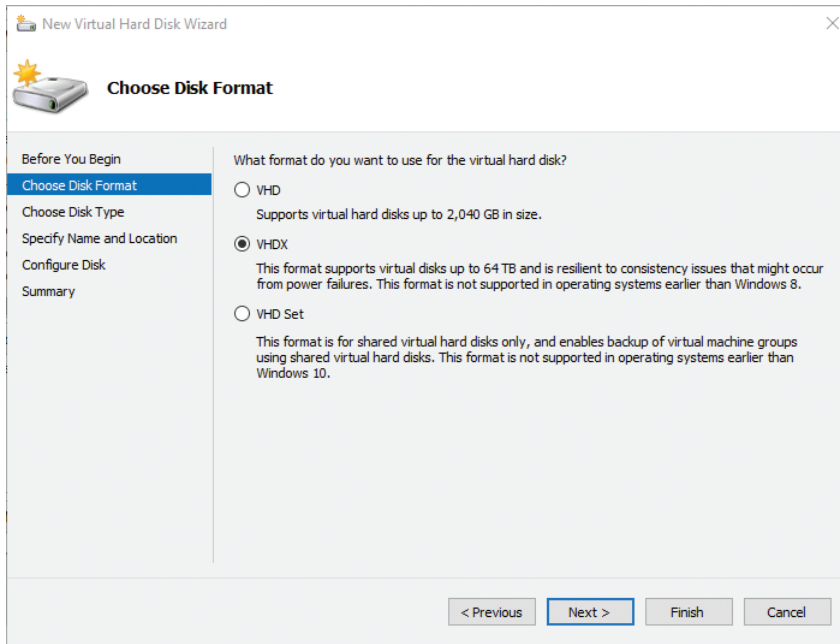 New Virtual Hard Disk Wizard
Choose Disk Format
Before You Begin
Choose Disk Format
Choose Disk Type
Specify Name and Location
Configure Disk
Summary
What format do you want to use for the virtual hard disk?
VHD
Supports virtual hard disks up to 2,040 GB in size.
VHDX
This format supports virtual disks up to 64 TB and is resilient to consistency issues that might occur
from power failures. This format is not supported in operating systems earlier than Windows 8.
VHD Set
This format is for shared virtual hard disks only, and enables backup of virtual machine groups
using shared virtual hard disks. This format is not supported in operating systems earlier than
Windows 10.
< Previous
Next >
Finish
Cancel